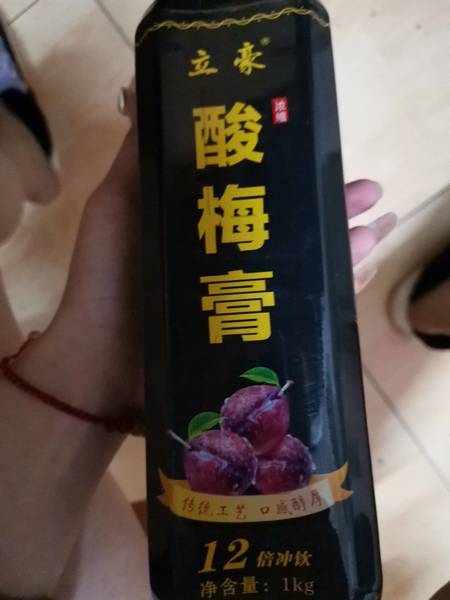 立豪®
浓缩
酸梅膏
传统工艺 口感醇厚
12倍冲饮
净含量：1kg